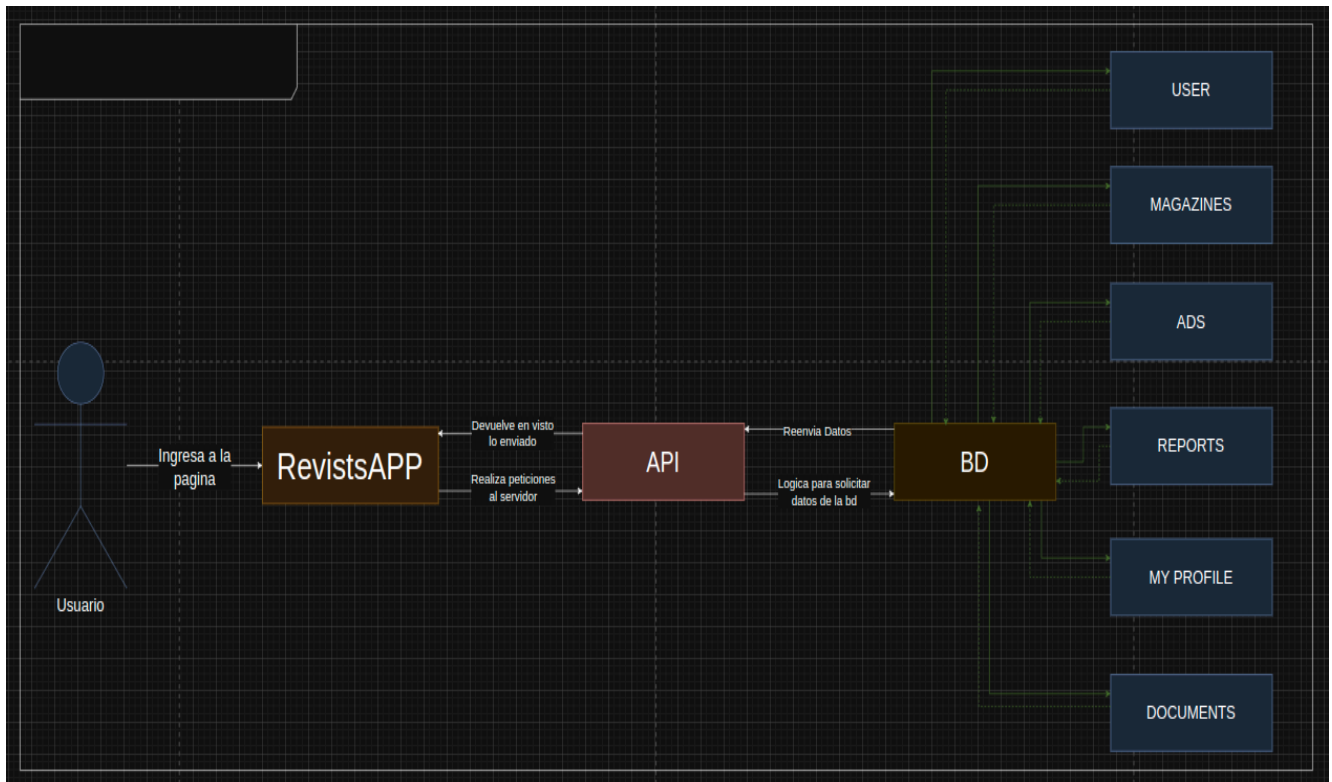 USER
MAGAZINES
ADS
REPORTS
MY PROFILE
DOCUMENTS
Usuario
Ingresa a la
pagina
RevistsAPP
Devuelve en visto
lo enviado
Realiza peticiones
al servidor
API
Reenvia Datos
Logica para solicitar
datos de la bd
BD